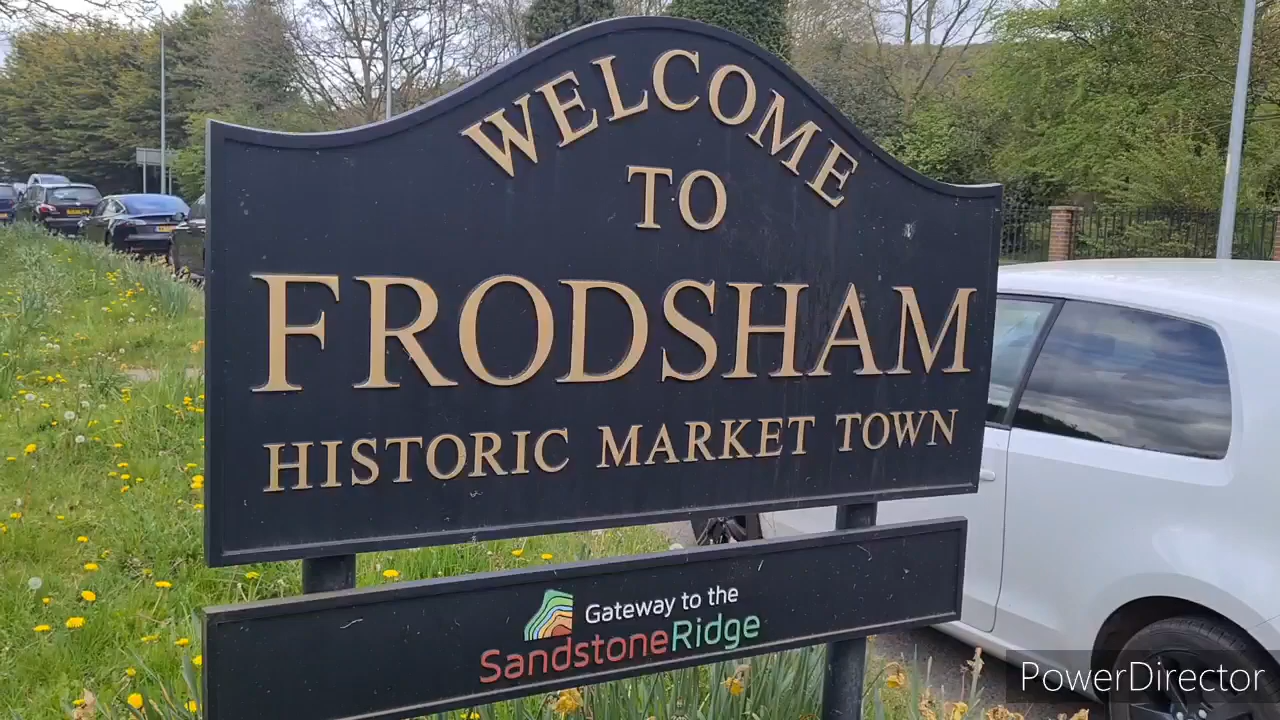 WELCOME
TO
FRODSHAM
HISTORIC MARKET TOWN
Gateway to the
SandstoneRidge
PowerDirector